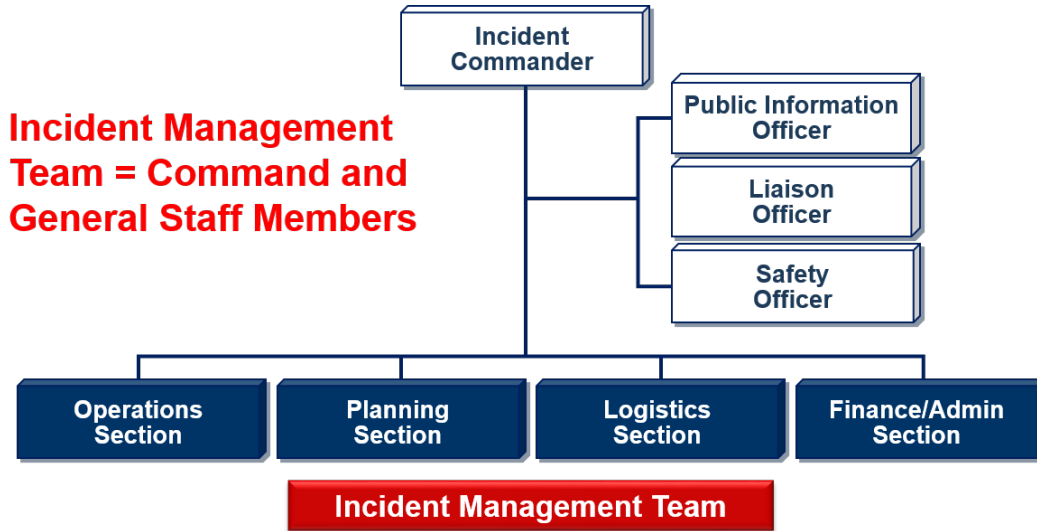 Incident
Commander
Public Information
Officer
Incident Management
Team = Command and
General Staff Members
Liaison
Officer
Safety
Officer
Operations
Section
Planning
Section
Logistics
Section
Finance/Admin
Section
Incident Management Team